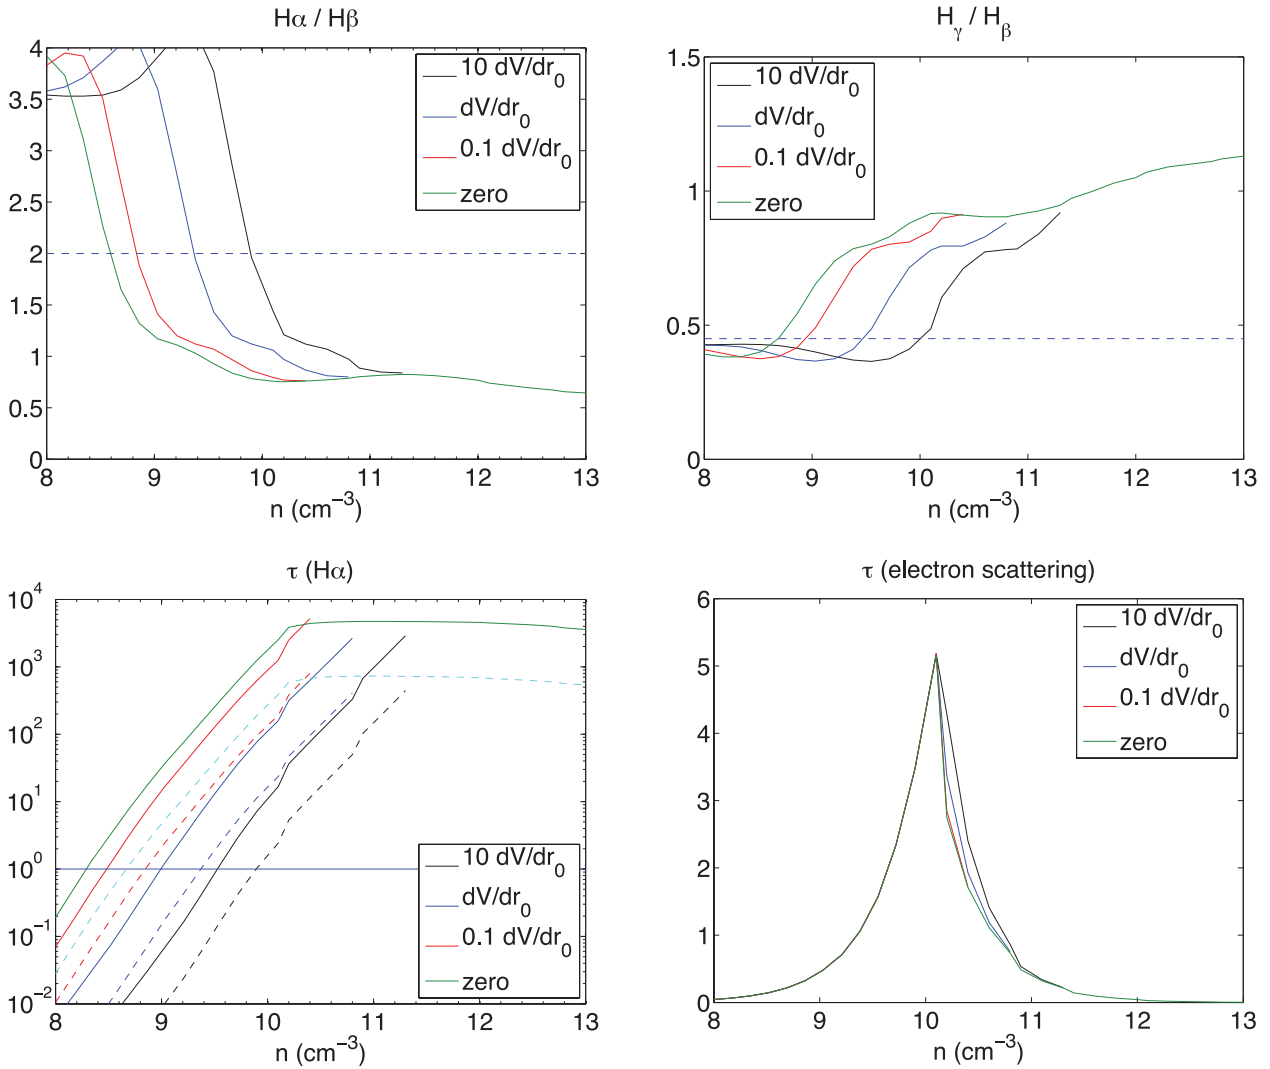 Hα / Hβ
4
3.5
3
2.5
2
1.5
1
0.5
0
8 9 10 11 12 13
n (cm⁻³)
10 dV/dr₀
dV/dr₀
0.1 dV/dr₀
zero
H_γ / H_β
1.5
1
0.5
0
8 9 10 11 12 13
n (cm⁻³)
10 dV/dr₀
dV/dr₀
0.1 dV/dr₀
zero
τ (Hα)
10⁴
10³
10²
10¹
10⁰
10⁻¹
10⁻²
8 9 10 11 12 13
n (cm⁻³)
10 dV/dr₀
dV/dr₀
0.1 dV/dr₀
zero
τ (electron scattering)
6
5
4
3
2
1
0
8 9 10 11 12 13
n (cm⁻³)
10 dV/dr₀
dV/dr₀
0.1 dV/dr₀
zero